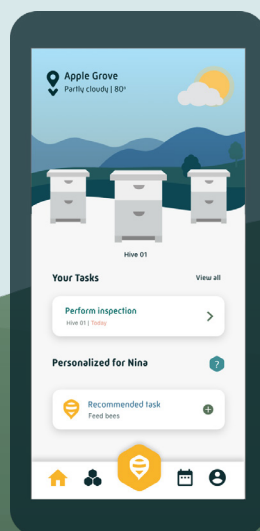 Apple Grove
Partly cloudy | 80°
Hive 01
Your Tasks View all
Perform inspection
Hive 01 | Today
Personalized for Nina ?
Recommended task
Feed bees